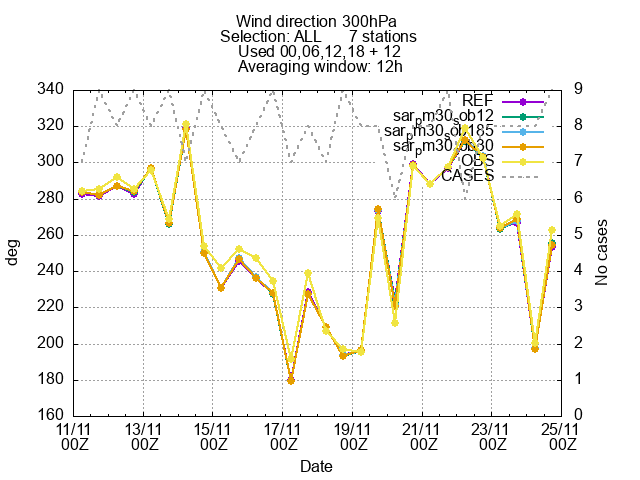 Wind direction 300hPa
Selection: ALL 7 stations
Used 00,06,12,18 + 12
Averaging window: 12h
deg
340
320
300
280
260
240
220
200
180
160
REF
sar_pm30_sob12
sar_pm30_sob185
sar_pm30_sob30
OBS
CASES
9
8
7
6
5
4
3
2
1
0
No cases
11/11 00Z
13/11 00Z
15/11 00Z
17/11 00Z
19/11 00Z
21/11 00Z
23/11 00Z
25/11 00Z
Date